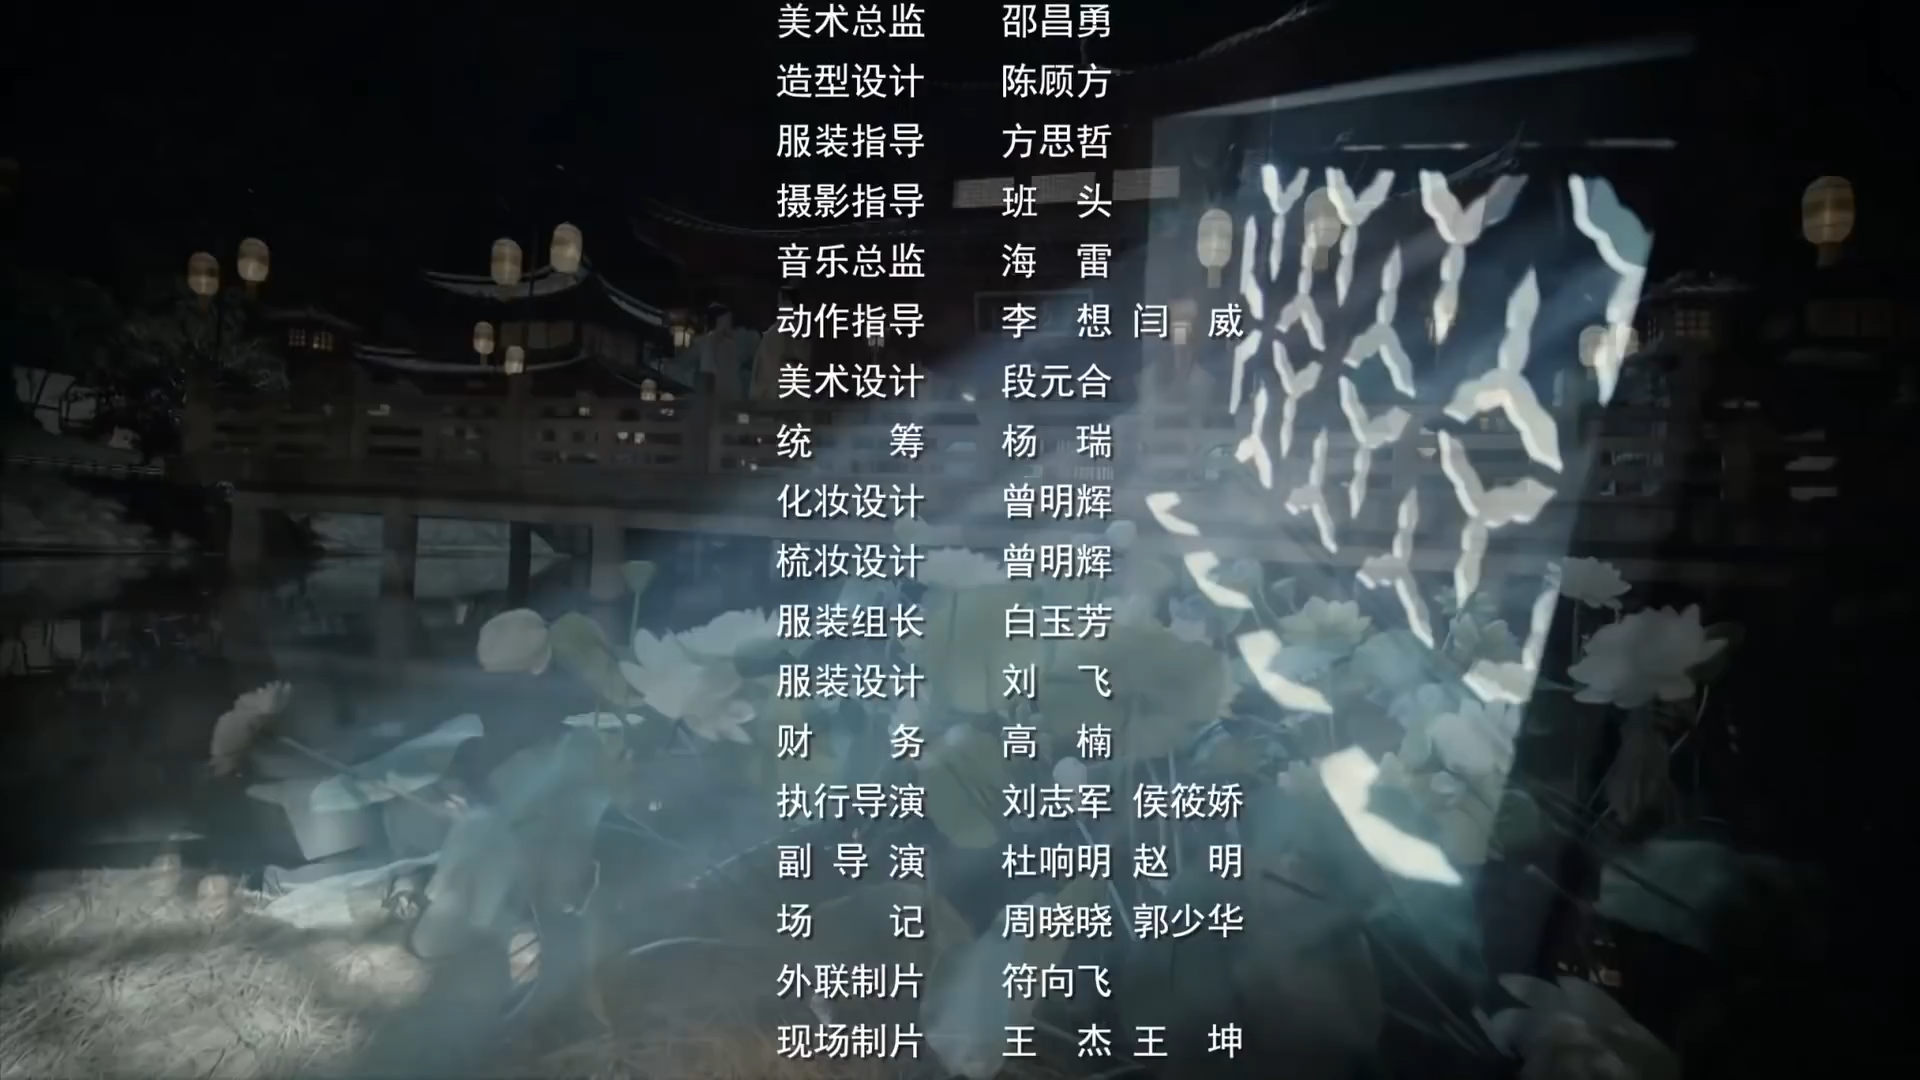 美术总监 邵昌勇
造型设计 陈顾方
服装指导 方思哲
摄影指导 班 头
音乐总监 海 雷
动作指导 李 想 闫 威
美术设计 段元合
统 筹 杨 瑞
化妆设计 曾明辉
梳妆设计 曾明辉
服装组长 白玉芳
服装设计 刘 飞
财 务 高 楠
执行导演 刘志军 侯筱娇
副 导 演 杜响明 赵 明
场 记 周晓晓 郭少华
外联制片 符向飞
现场制片 王 杰 王 坤